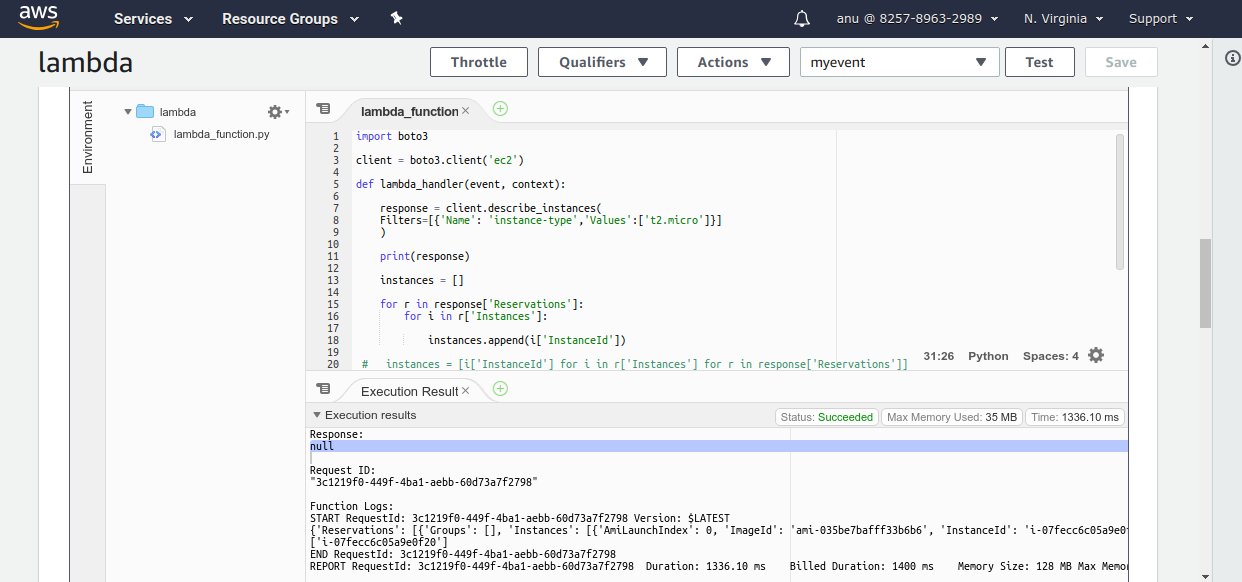 aws Services Resource Groups anu @ 8257-8963-2989 N. Virginia Support
lambda Throttle Qualifiers Actions myevent Test Save
Environment
lambda
lambda_function.py
lambda_function
1 import boto3
2
3 client = boto3.client('ec2')
4
5 def lambda_handler(event, context):
6
7 response = client.describe_instances(
8 Filters=[{'Name': 'instance-type','Values':['t2.micro']}]
9 )
10
11 print(response)
12
13 instances = []
14
15 for r in response['Reservations']:
16 for i in r['Instances']:
17
18 instances.append(i['InstanceId'])
19
20 # instances = [i['InstanceId'] for i in r['Instances'] for r in response['Reservations']]
31:26 Python Spaces: 4
Execution Result
Execution results Status: Succeeded Max Memory Used: 35 MB Time: 1336.10 ms
Response:
null
Request ID:
"3c1219f0-449f-4ba1-aebb-60d73a7f2798"
Function Logs:
START RequestId: 3c1219f0-449f-4ba1-aebb-60d73a7f2798 Version: $LATEST
{'Reservations': [{'Groups': [], 'Instances': [{'AmiLaunchIndex': 0, 'ImageId': 'ami-035be7bafff33b6b6', 'InstanceId': 'i-07fecc6c05a9e0f
['i-07fecc6c05a9e0f20']
END RequestId: 3c1219f0-449f-4ba1-aebb-60d73a7f2798
REPORT RequestId: 3c1219f0-449f-4ba1-aebb-60d73a7f2798 Duration: 1336.10 ms Billed Duration: 1400 ms Memory Size: 128 MB Max Memor